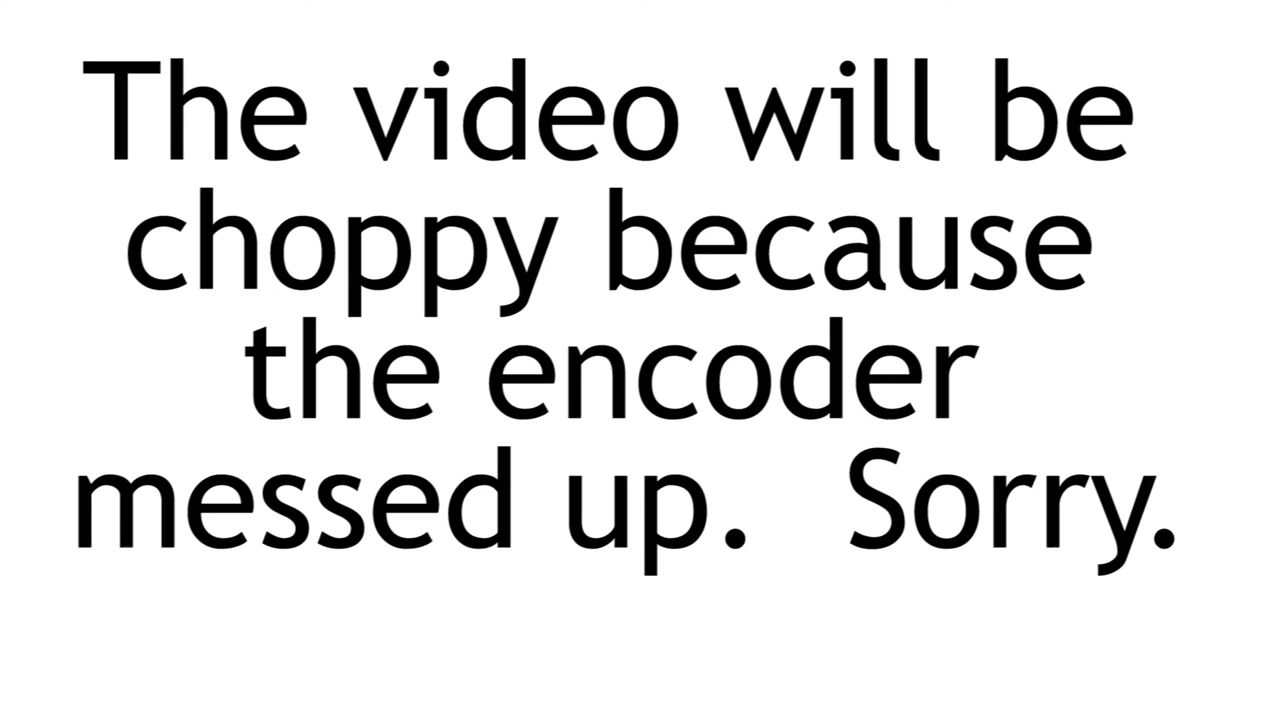 The video will be
choppy because
the encoder
messed up.  Sorry.